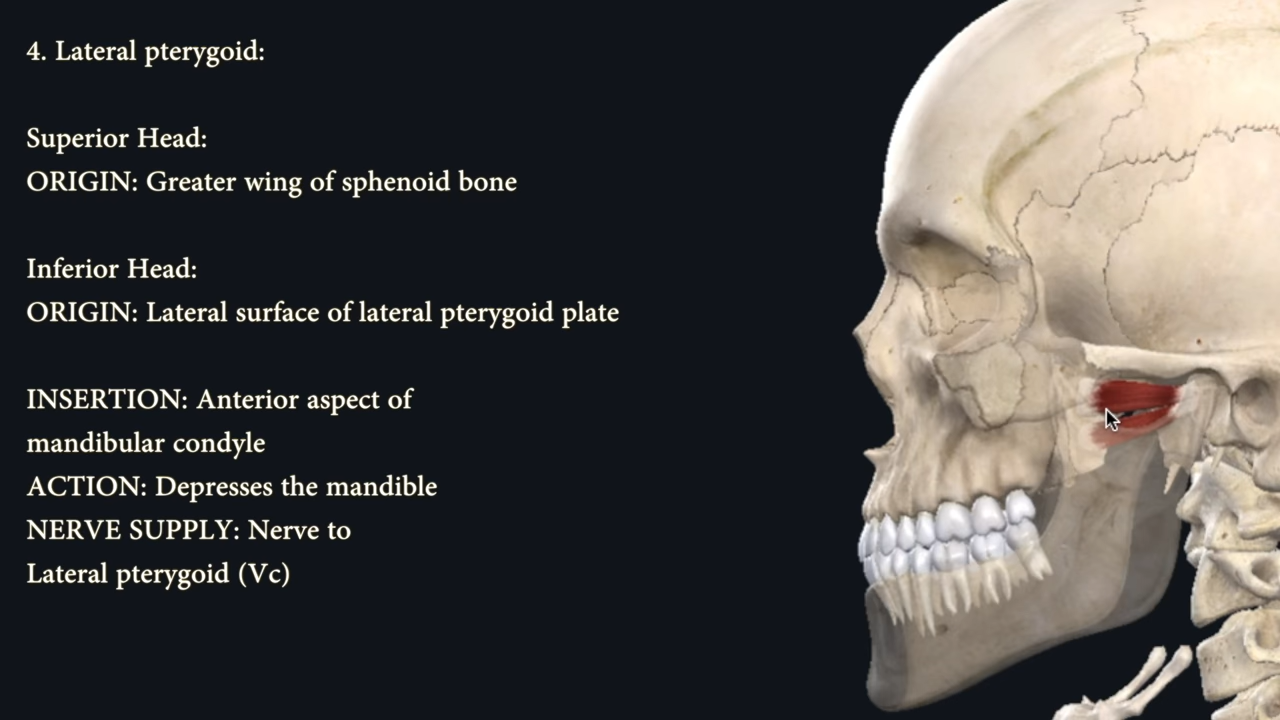 4. Lateral pterygoid:
Superior Head:
ORIGIN: Greater wing of sphenoid bone
Inferior Head:
ORIGIN: Lateral surface of lateral pterygoid plate
INSERTION: Anterior aspect of
mandibular condyle
ACTION: Depresses the mandible
NERVE SUPPLY: Nerve to
Lateral pterygoid (Vc)